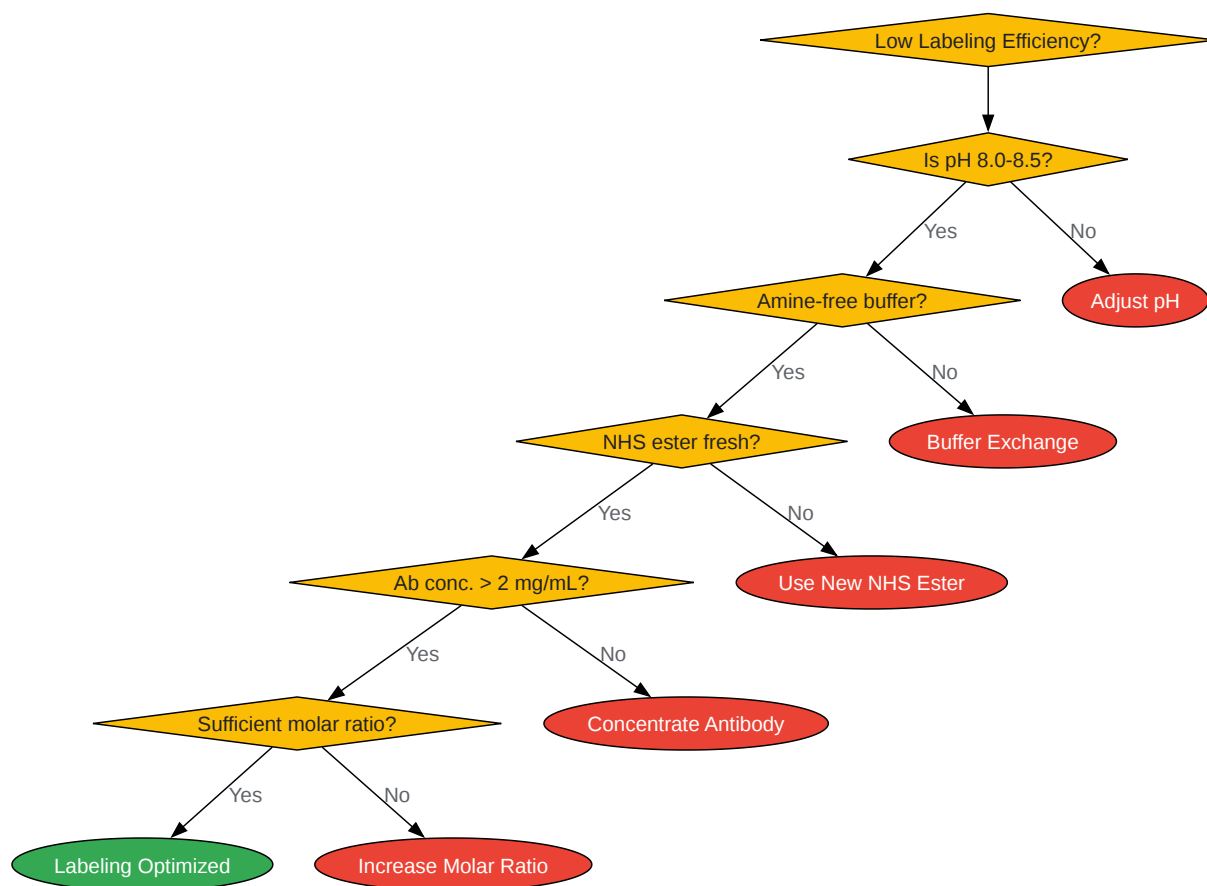 Low Labeling Efficiency?
Is pH 8.0-8.5?
Yes
No
Amine-free buffer?
Adjust pH
Yes
No
NHS ester fresh?
Buffer Exchange
Yes
No
Ab conc. > 2 mg/mL?
Use New NHS Ester
Yes
No
Sufficient molar ratio?
Concentrate Antibody
Yes
No
Labeling Optimized
Increase Molar Ratio